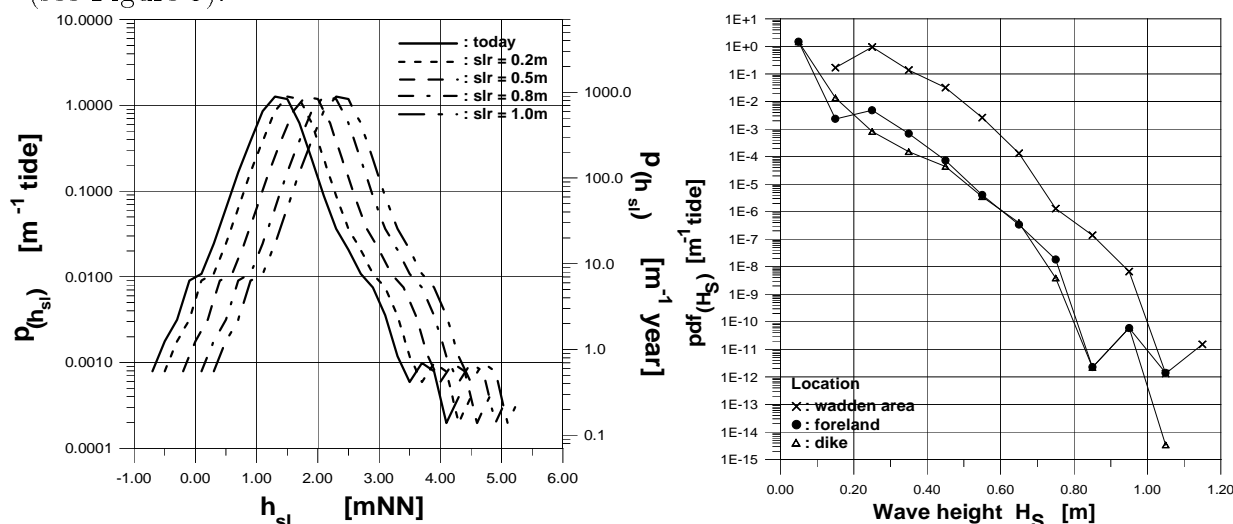 (see Figure 6).
10.0000
1.0000
0.1000
0.0100
0.0010
0.0001
p(hsl) [m-1 tide]
-1.00 0.00 1.00 2.00 3.00 4.00 5.00 6.00
hsl [mNN]
: today
: slr = 0.2m
: slr = 0.5m
: slr = 0.8m
: slr = 1.0m
1000.0
100.0
10.0
1.0
0.1
p(hsl) [m-1 year]
1E+1
1E+0
1E-1
1E-2
1E-3
1E-4
1E-5
1E-6
1E-7
1E-8
1E-9
1E-10
1E-11
1E-12
1E-13
1E-14
1E-15
pdf(HS) [m-1 tide]
Location
: wadden area
: foreland
: dike
0.00 0.20 0.40 0.60 0.80 1.00 1.20
Wave height HS [m]